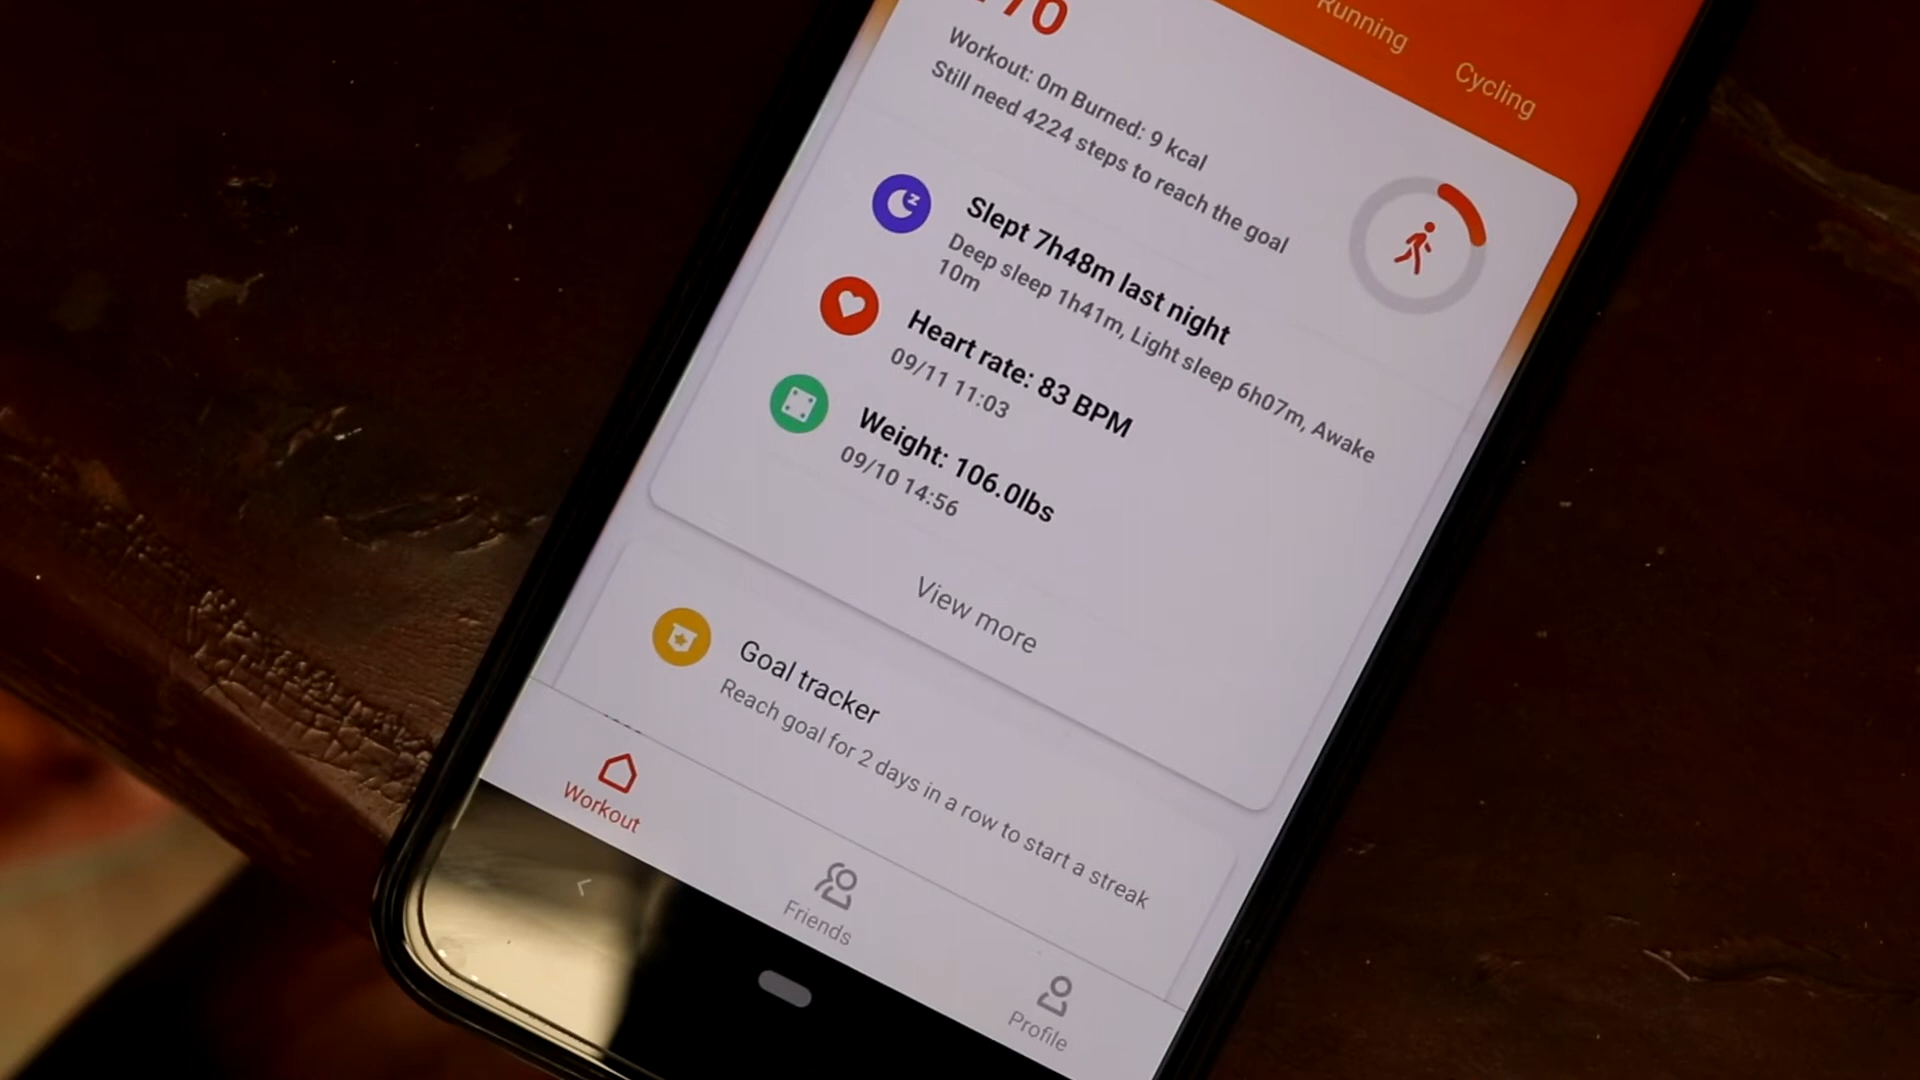 Running
Cycling
Workout: 0m Burned: 9 kcal
Still need 4224 steps to reach the goal
Slept 7h48m last night
Deep sleep 1h41m, Light sleep 6h07m, Awake
10m
Heart rate: 83 BPM
09/11 11:03
Weight: 106.0lbs
09/10 14:56
View more
Goal tracker
Reach goal for 2 days in a row to start a streak
Workout
Friends
Profile